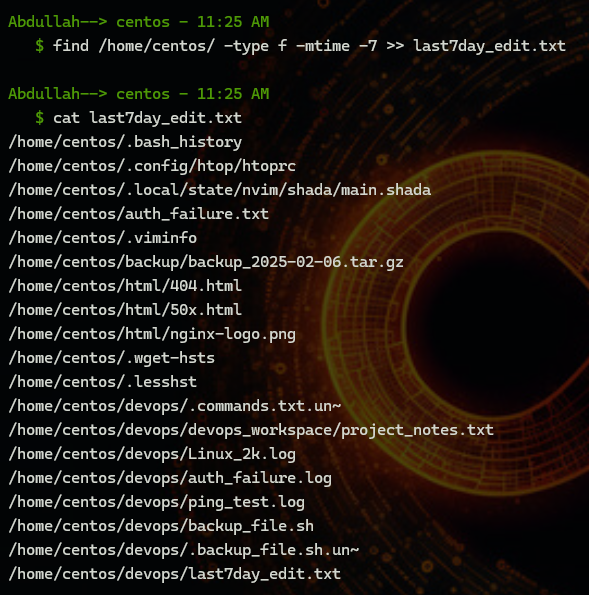 Abdullah--> centos - 11:25 AM
$ find /home/centos/ -type f -mtime -7 >> last7day_edit.txt
Abdullah--> centos - 11:25 AM
$ cat last7day_edit.txt
/home/centos/.bash_history
/home/centos/.config/htop/htoprc
/home/centos/.local/state/nvim/shada/main.shada
/home/centos/auth_failure.txt
/home/centos/.viminfo
/home/centos/backup/backup_2025-02-06.tar.gz
/home/centos/html/404.html
/home/centos/html/50x.html
/home/centos/html/nginx-logo.png
/home/centos/.wget-hsts
/home/centos/.lesshst
/home/centos/devops/.commands.txt.un~
/home/centos/devops/devops_workspace/project_notes.txt
/home/centos/devops/Linux_2k.log
/home/centos/devops/auth_failure.log
/home/centos/devops/ping_test.log
/home/centos/devops/backup_file.sh
/home/centos/devops/.backup_file.sh.un~
/home/centos/devops/last7day_edit.txt